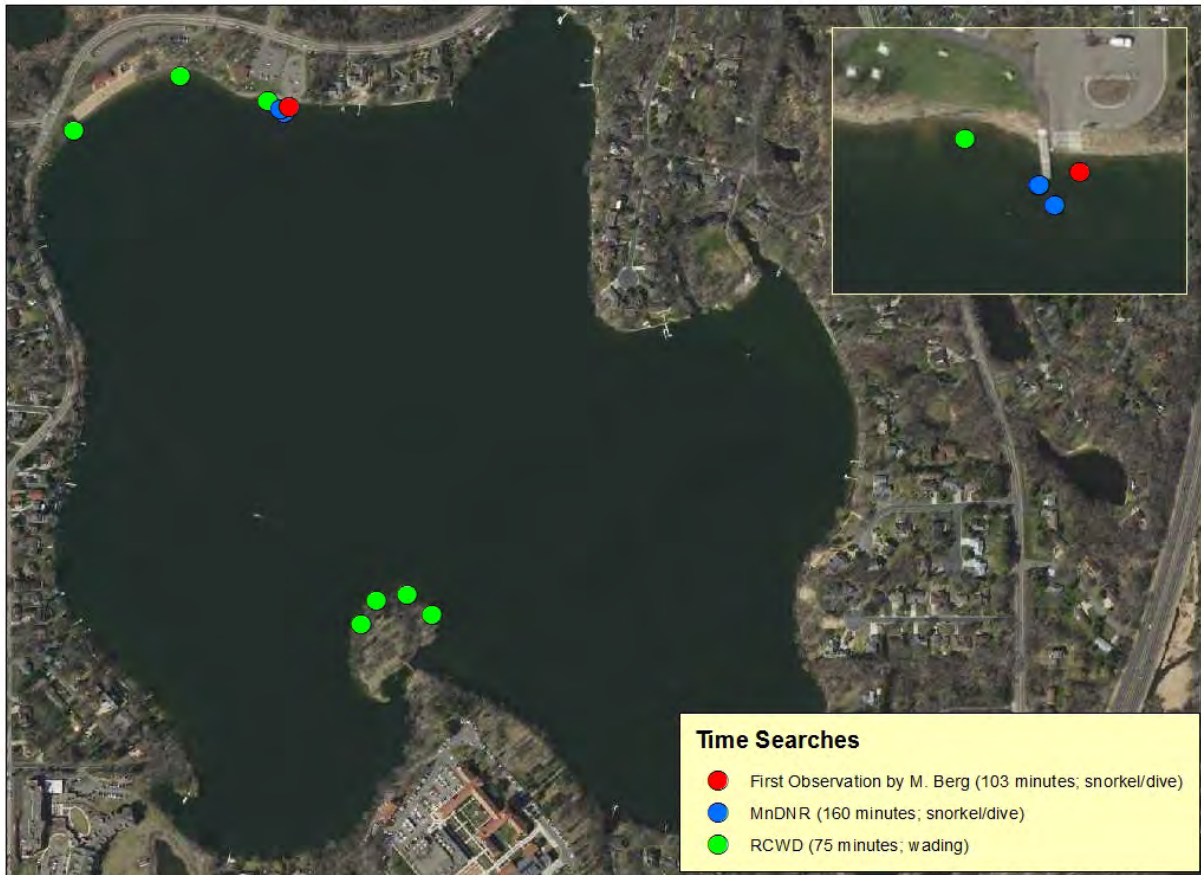 Time Searches
First Observation by M. Berg (103 minutes; snorkel/dive)
MnDNR (160 minutes; snorkel/dive)
RCWD (75 minutes; wading)